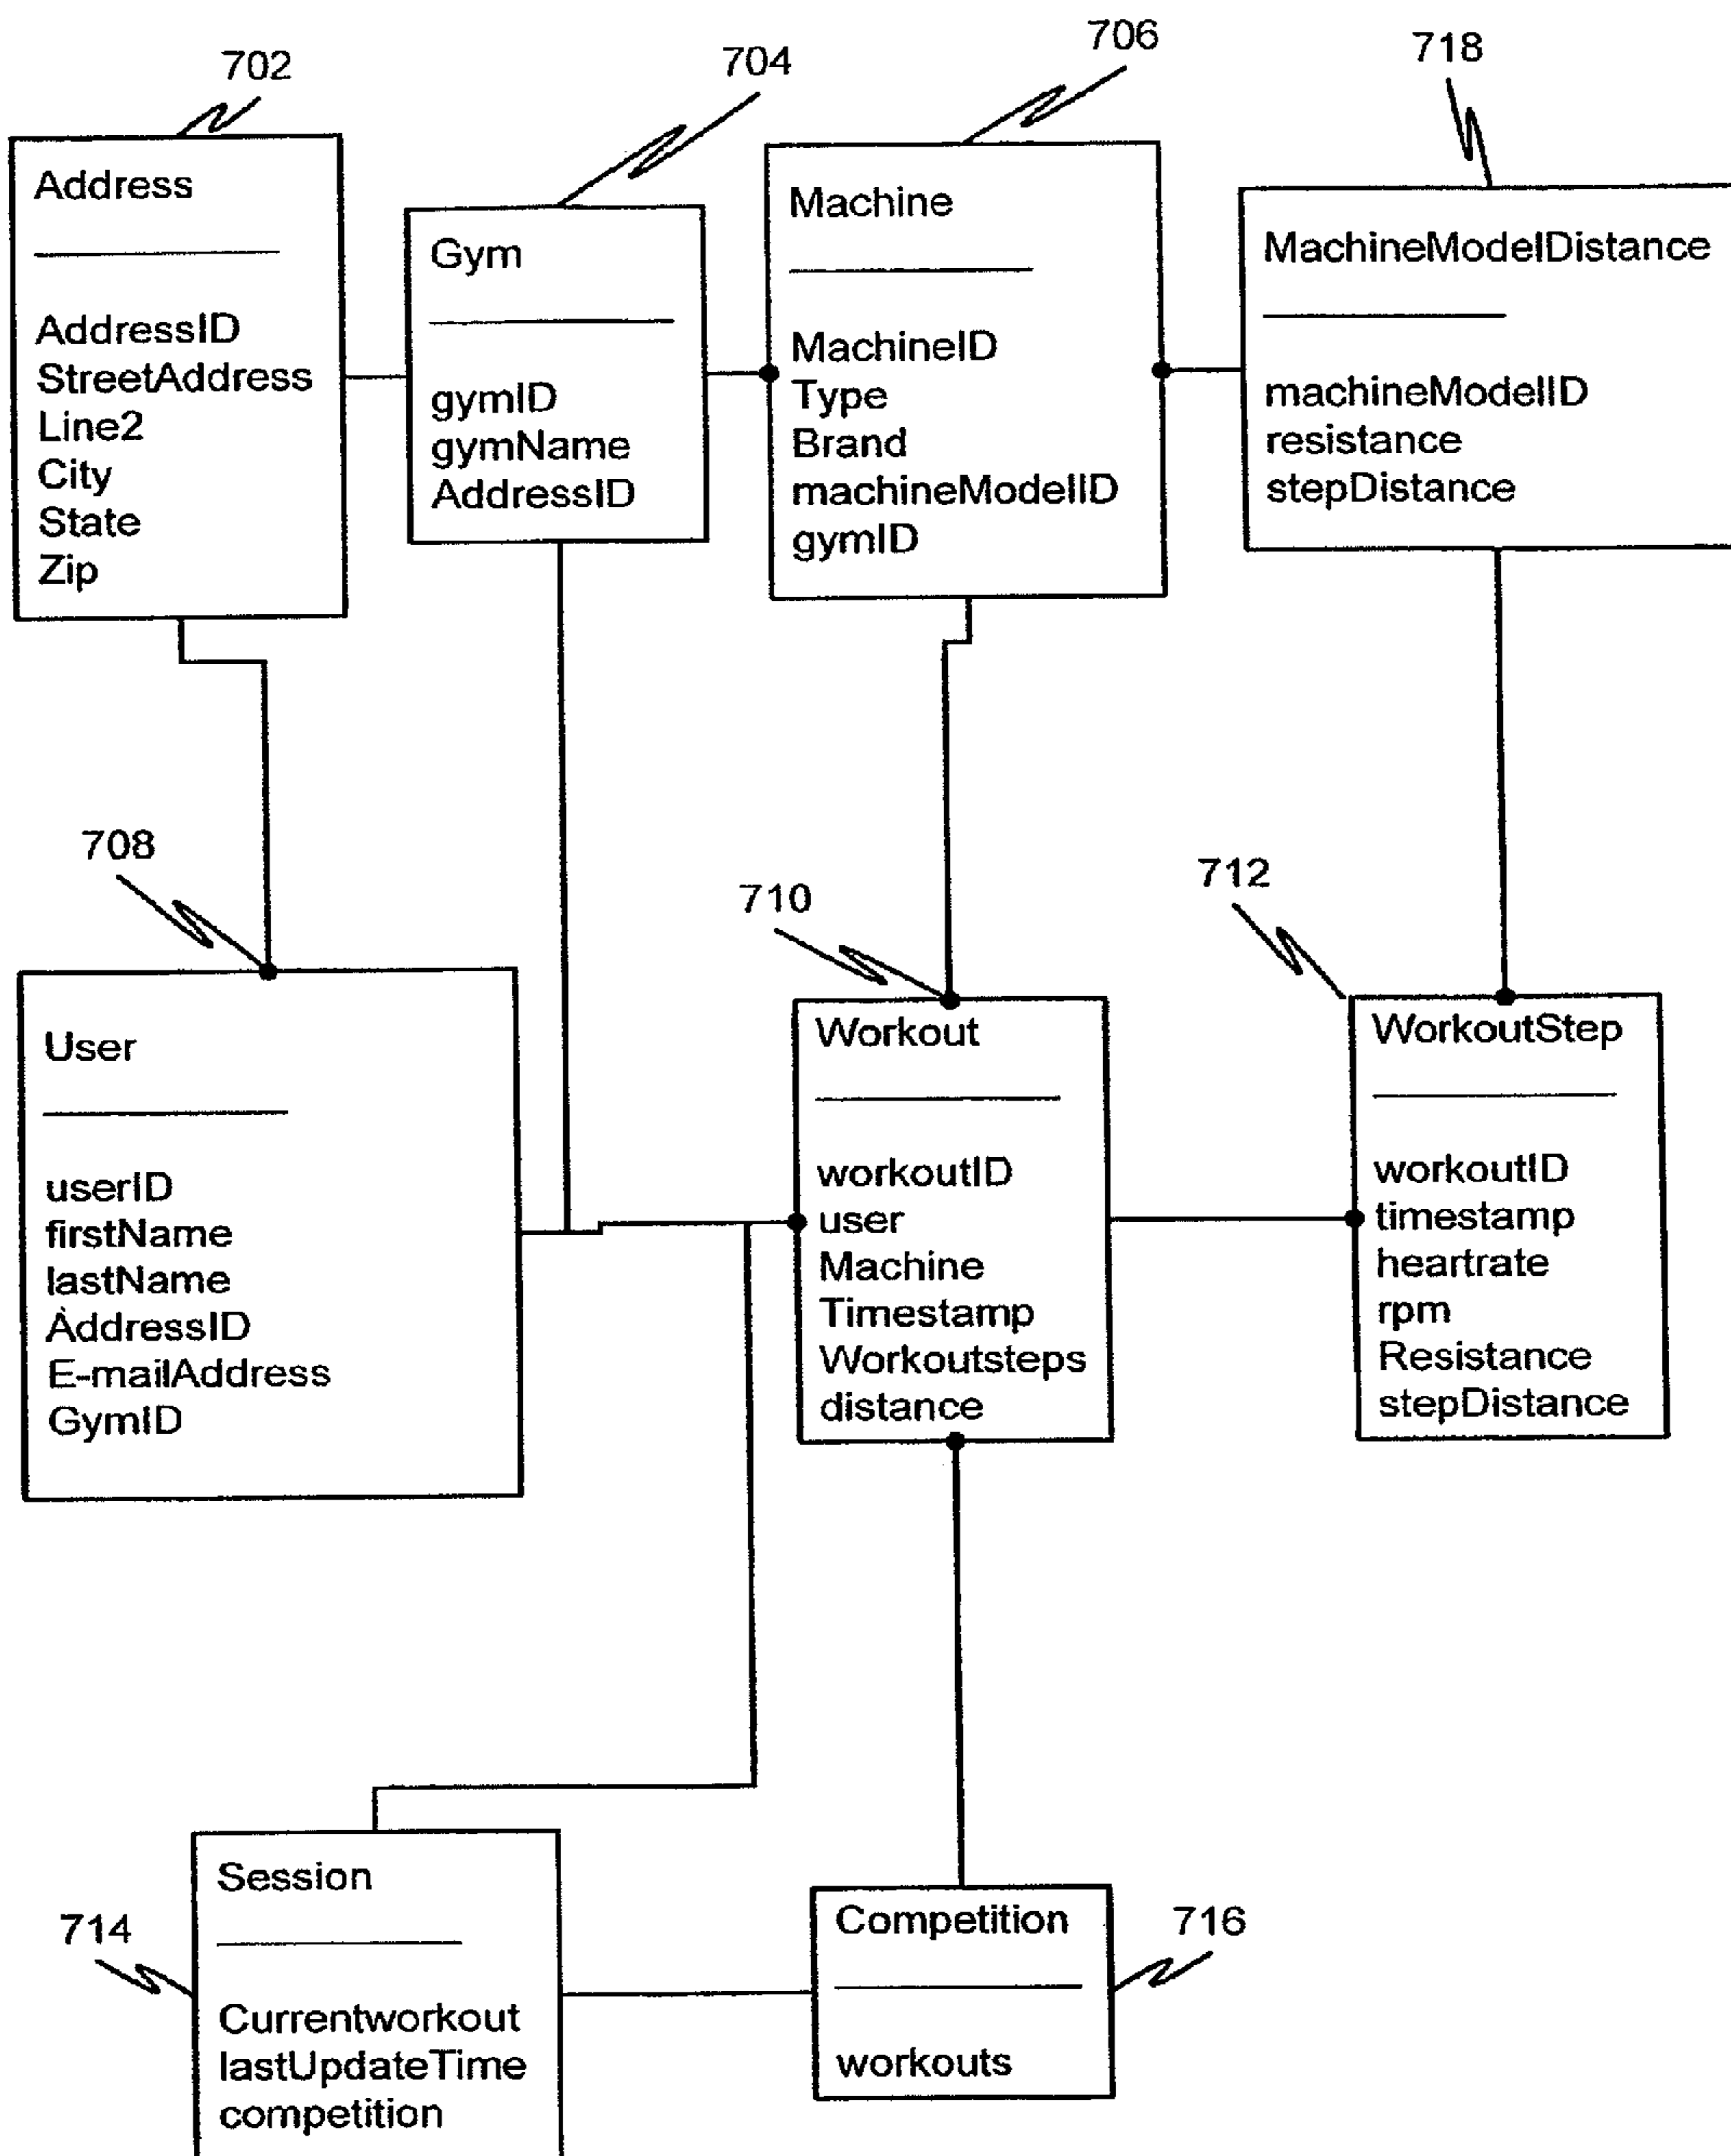 702
704
706
718
Address
AddressID
StreetAddress
Line2
City
State
Zip
Gym
gymID
gymName
AddressID
Machine
MachineID
Type
Brand
machineModelID
gymID
MachineModelDistance
machineModelID
resistance
stepDistance
708
710
712
User
userID
firstName
lastName
AddressID
E-mailAddress
GymID
Workout
workoutID
user
Machine
Timestamp
Workoutsteps
distance
WorkoutStep
workoutID
timestamp
heartrate
rpm
Resistance
stepDistance
714
Session
Currentworkout
lastUpdateTime
competition
716
Competition
workouts